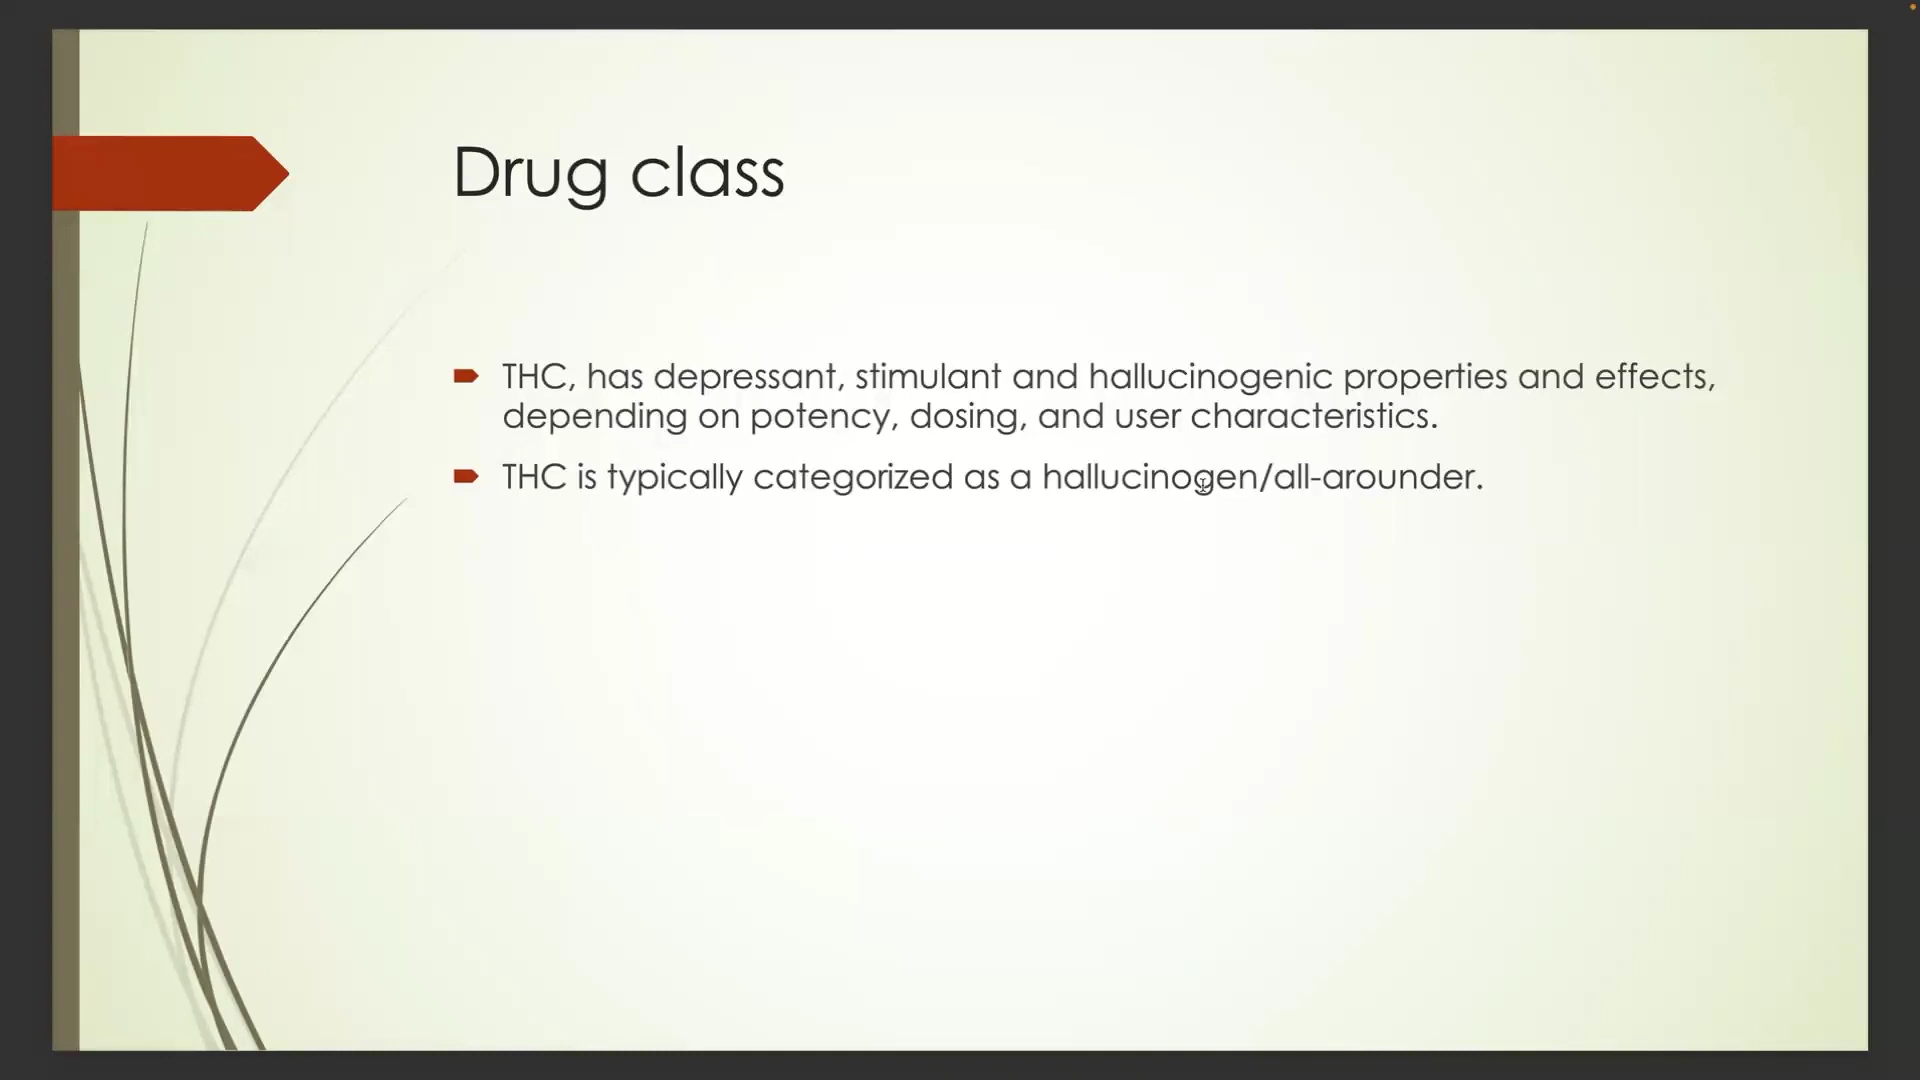 Drug class
THC, has depressant, stimulant and hallucinogenic properties and effects,
depending on potency, dosing, and user characteristics.
THC is typically categorized as a hallucinogen/all-arounder.